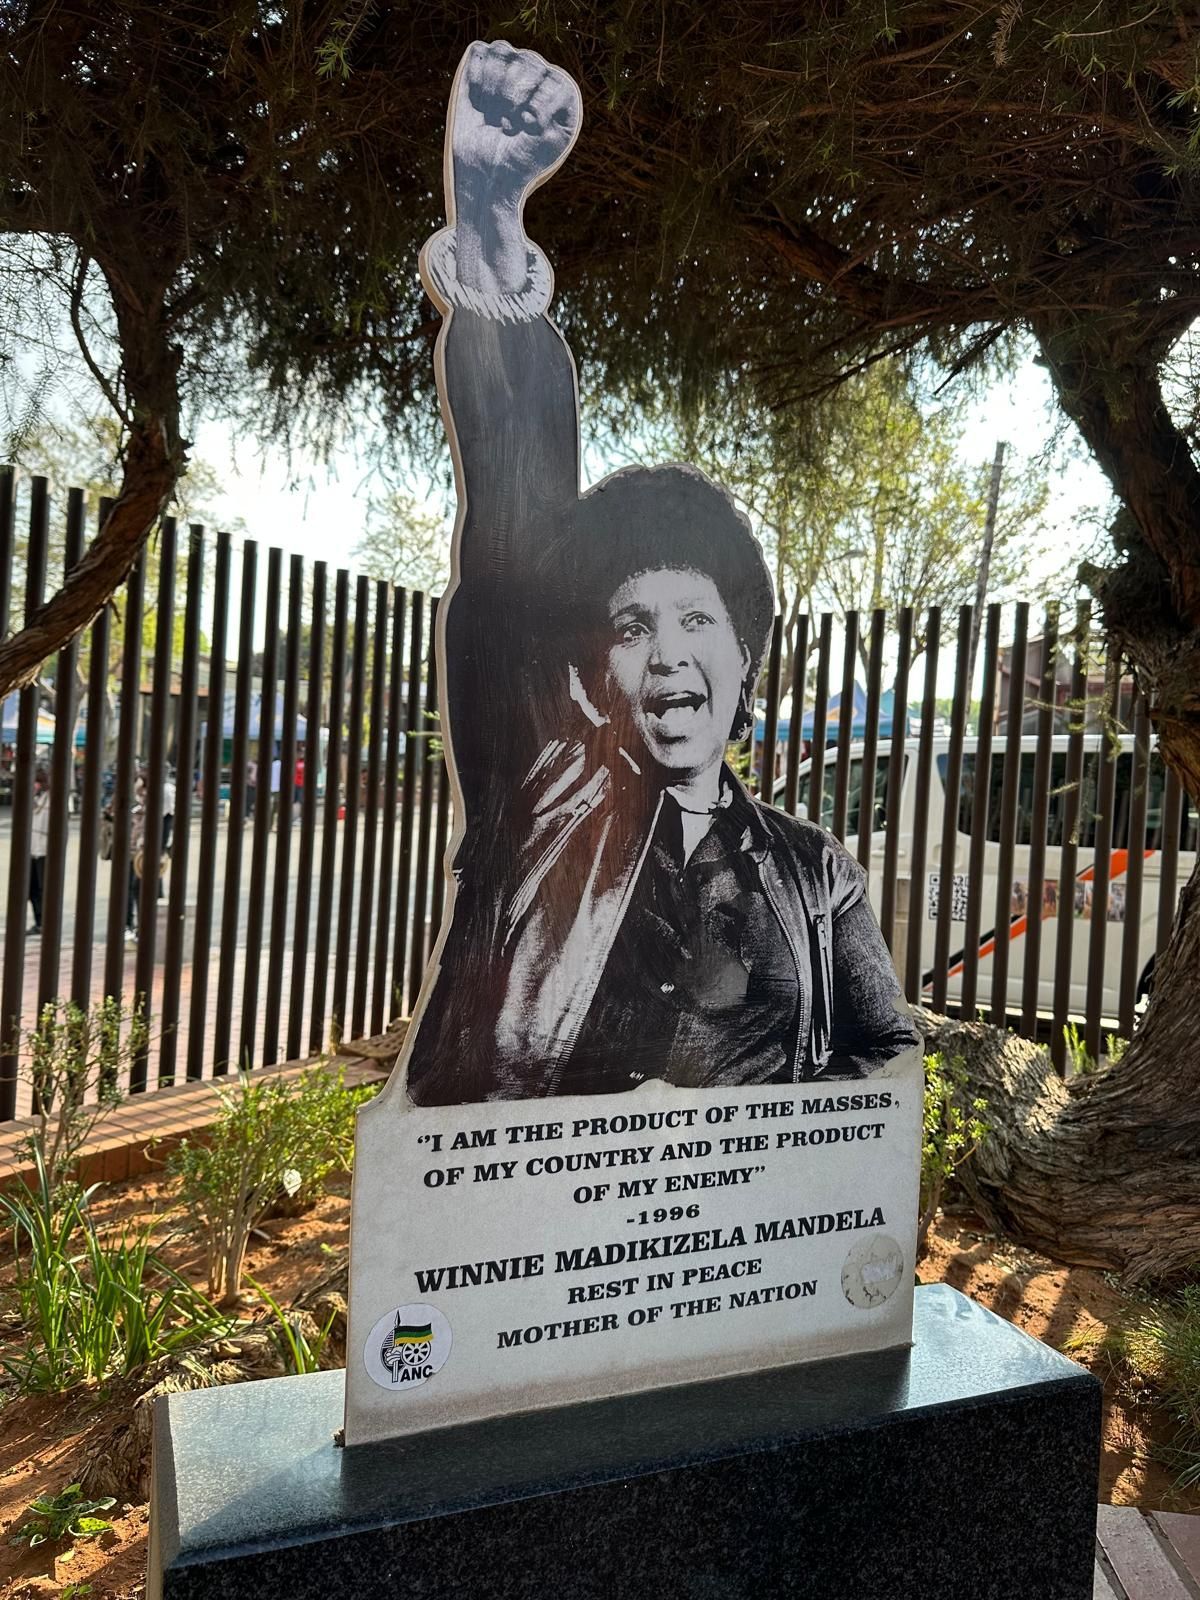 "I AM THE PRODUCT OF THE MASSES,
OF MY COUNTRY AND THE PRODUCT
OF MY ENEMY"
-1996
WINNIE MADIKIZELA MANDELA
REST IN PEACE
MOTHER OF THE NATION
ANC